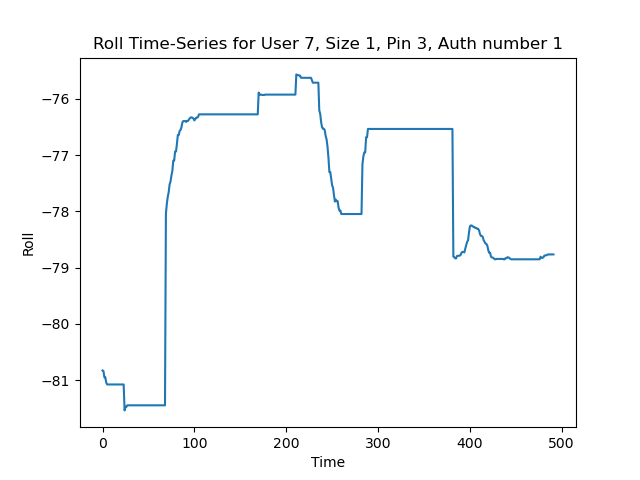 Roll Time-Series for User 7, Size 1, Pin 3, Auth number 1
−76
−77
−78
−79
−80
−81
Roll
0 100 200 300 400 500
Time